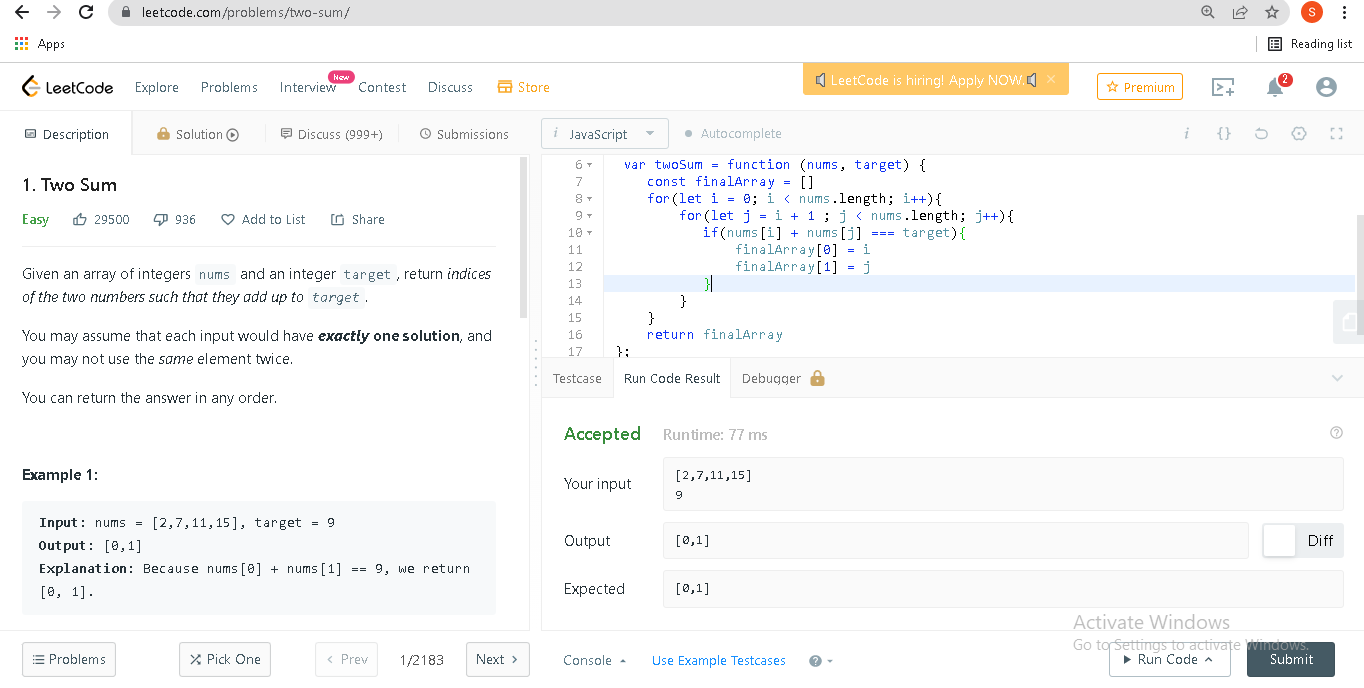 leetcode.com/problems/two-sum/
S
Apps
Reading list
LeetCode
Explore
Problems
Interview
New
Contest
Discuss
Store
LeetCode is hiring! Apply NOW.
Premium
2
Description
Solution
Discuss (999+)
Submissions
i JavaScript
Autocomplete
i {}
1. Two Sum
Easy 29500 936 Add to List Share
Given an array of integers nums and an integer target, return indices
of the two numbers such that they add up to target.
You may assume that each input would have exactly one solution, and
you may not use the same element twice.
You can return the answer in any order.
Example 1:
Input: nums = [2,7,11,15], target = 9
Output: [0,1]
Explanation: Because nums[0] + nums[1] == 9, we return
[0, 1].
Problems
Pick One
Prev
1/2183
Next
6 var twoSum = function (nums, target) {
7 const finalArray = []
8 for(let i = 0; i < nums.length; i++){
9 for(let j = i + 1 ; j < nums.length; j++){
10 if(nums[i] + nums[j] === target){
11 finalArray[0] = i
12 finalArray[1] = j
13 }
14 }
15 }
16 return finalArray
17 };
Testcase
Run Code Result
Debugger
Accepted Runtime: 77 ms
Your input
[2,7,11,15]
9
Output
[0,1]
Diff
Expected
[0,1]
Activate Windows
Go to Settings to activate Windows.
Console
Use Example Testcases
?
Run Code
Submit